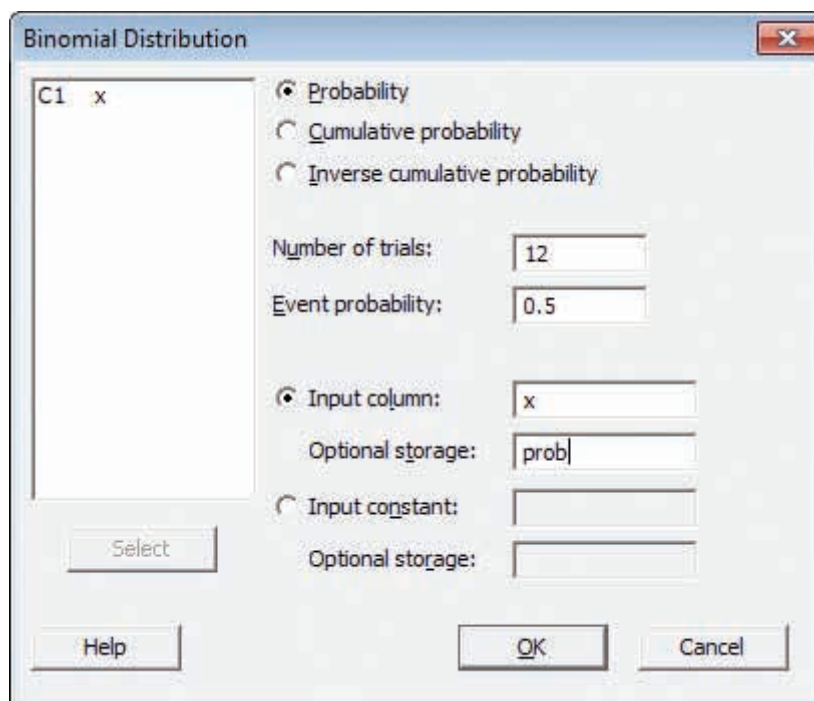 Binomial Distribution
C1 x
Probability
Cumulative probability
Inverse cumulative probability
Number of trials: 12
Event probability: 0.5
Input column: x
Optional storage: prob
Input constant:
Optional storage:
Select
Help
OK
Cancel